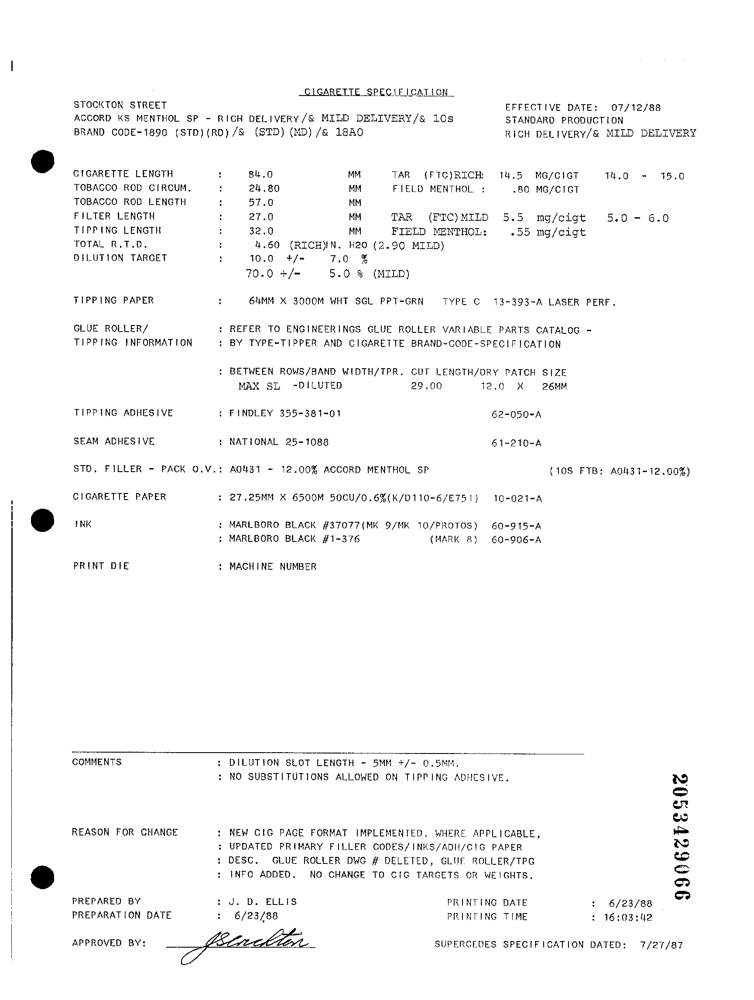 CIGARETTE SPECIFICATION
STOCKTON STREET
EFFECTIVE DATE: 07/12/88
ACCORD KS MENTHOL SP - RICH DELIVERY/& MILD DELIVERY/& 10s
STANDARD PRODUCTION
BRAND CODE-1890 (STD)(RD)/& (STD)(MD)/& 18A0
RICH DELIVERY/& MILD DELIVERY
CIGARETTE LENGTH : 84.0 MM TAR (FTC)RICH: 14.5 MG/CIGT 14.0 - 15.0
TOBACCO ROD CIRCUM. : 24.80 MM FIELD MENTHOL : .80 MG/CIGT
TOBACCO ROD LENGTH : 57.0 MM
FILTER LENGTH : 27.0 MM TAR (FTC)MILD 5.5 mg/cigt 5.0 - 6.0
TIPPING LENGTH : 32.0 MM FIELD MENTHOL: .55 mg/cigt
TOTAL R.T.D. : 4.60 (RICH)IN. H2O (2.90 MILD)
DILUTION TARGET : 10.0 +/- 7.0 %
70.0 +/- 5.0 % (MILD)
TIPPING PAPER : 64MM X 3000M WHT SGL PPT-GRN TYPE C 13-393-A LASER PERF.
GLUE ROLLER/ : REFER TO ENGINEERINGS GLUE ROLLER VARIABLE PARTS CATALOG -
TIPPING INFORMATION : BY TYPE-TIPPER AND CIGARETTE BRAND-CODE-SPECIFICATION
: BETWEEN ROWS/BAND WIDTH/TPR. CUT LENGTH/DRY PATCH SIZE
MAX SL -DILUTED 29.00 12.0 X 26MM
TIPPING ADHESIVE : FINDLEY 355-381-01 62-050-A
SEAM ADHESIVE : NATIONAL 25-1088 61-210-A
STD. FILLER - PACK O.V.: A0431 - 12.00% ACCORD MENTHOL SP (10S FTB: A0431-12.00%)
CIGARETTE PAPER : 27.25MM X 6500M 50CU/0.6%(K/D110-6/E751) 10-021-A
INK : MARLBORO BLACK #37077(MK 9/MK 10/PROTOS) 60-915-A
: MARLBORO BLACK #1-376 (MARK 8) 60-906-A
PRINT DIE : MACHINE NUMBER
COMMENTS : DILUTION SLOT LENGTH - 5MM +/- 0.5MM.
: NO SUBSTITUTIONS ALLOWED ON TIPPING ADHESIVE.
REASON FOR CHANGE : NEW CIG PAGE FORMAT IMPLEMENTED. WHERE APPLICABLE,
: UPDATED PRIMARY FILLER CODES/INKS/ADH/CIG PAPER
: DESC. GLUE ROLLER DWG # DELETED, GLUE ROLLER/TPG
: INFO ADDED. NO CHANGE TO CIG TARGETS OR WEIGHTS.
PREPARED BY : J. D. ELLIS PRINTING DATE : 6/23/88
PREPARATION DATE : 6/23/88 PRINTING TIME : 16:03:42
APPROVED BY: SUPERCEDES SPECIFICATION DATED: 7/27/87
2053429066